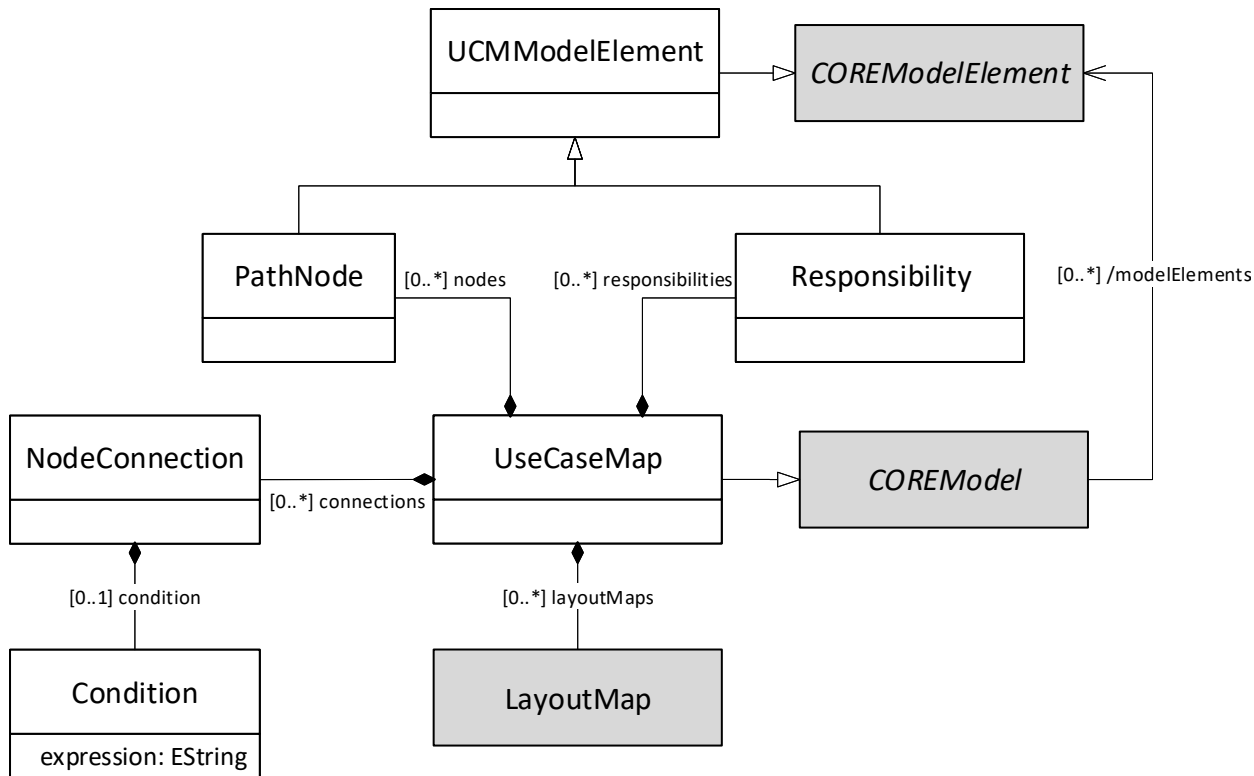 UCMModelElement
COREModelElement
PathNode
[0..*] nodes
[0..*] responsibilities
Responsibility
[0..*] /modelElements
NodeConnection
[0..*] connections
UseCaseMap
COREModel
[0..1] condition
[0..*] layoutMaps
Condition
expression: EString
LayoutMap